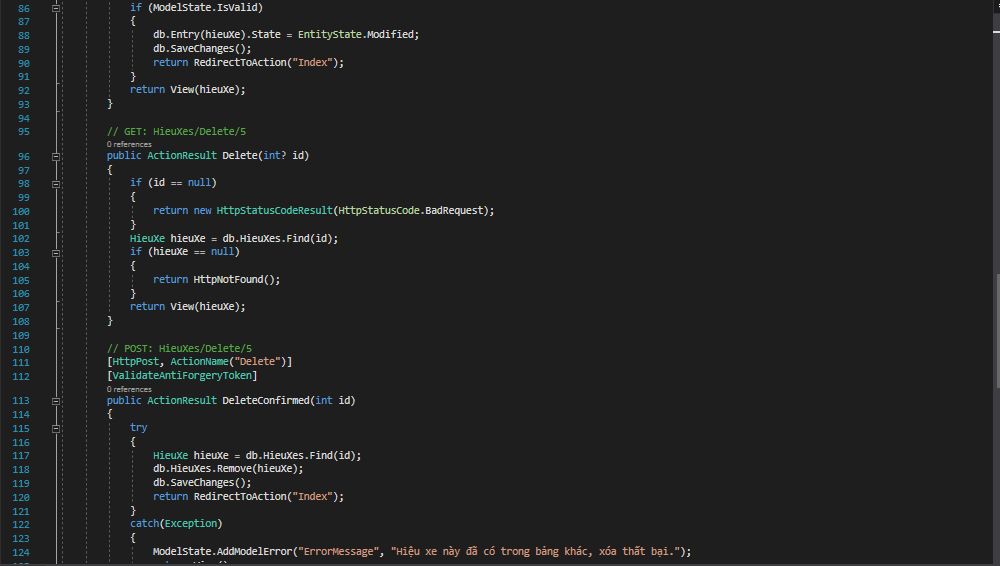 86 if (ModelState.IsValid)
87 {
88 db.Entry(hieuXe).State = EntityState.Modified;
89 db.SaveChanges();
90 return RedirectToAction("Index");
91 }
92 return View(hieuXe);
93 }
94
95 // GET: HieuXes/Delete/5
0 references
96 public ActionResult Delete(int? id)
97 {
98 if (id == null)
99 {
100 return new HttpStatusCodeResult(HttpStatusCode.BadRequest);
101 }
102 HieuXe hieuXe = db.HieuXes.Find(id);
103 if (hieuXe == null)
104 {
105 return HttpNotFound();
106 }
107 return View(hieuXe);
108 }
109
110 // POST: HieuXes/Delete/5
111 [HttpPost, ActionName("Delete")]
112 [ValidateAntiForgeryToken]
0 references
113 public ActionResult DeleteConfirmed(int id)
114 {
115 try
116 {
117 HieuXe hieuXe = db.HieuXes.Find(id);
118 db.HieuXes.Remove(hieuXe);
119 db.SaveChanges();
120 return RedirectToAction("Index");
121 }
122 catch(Exception)
123 {
124 ModelState.AddModelError("ErrorMessage", "Hiệu xe này đã có trong bảng khác, xóa thất bại.");